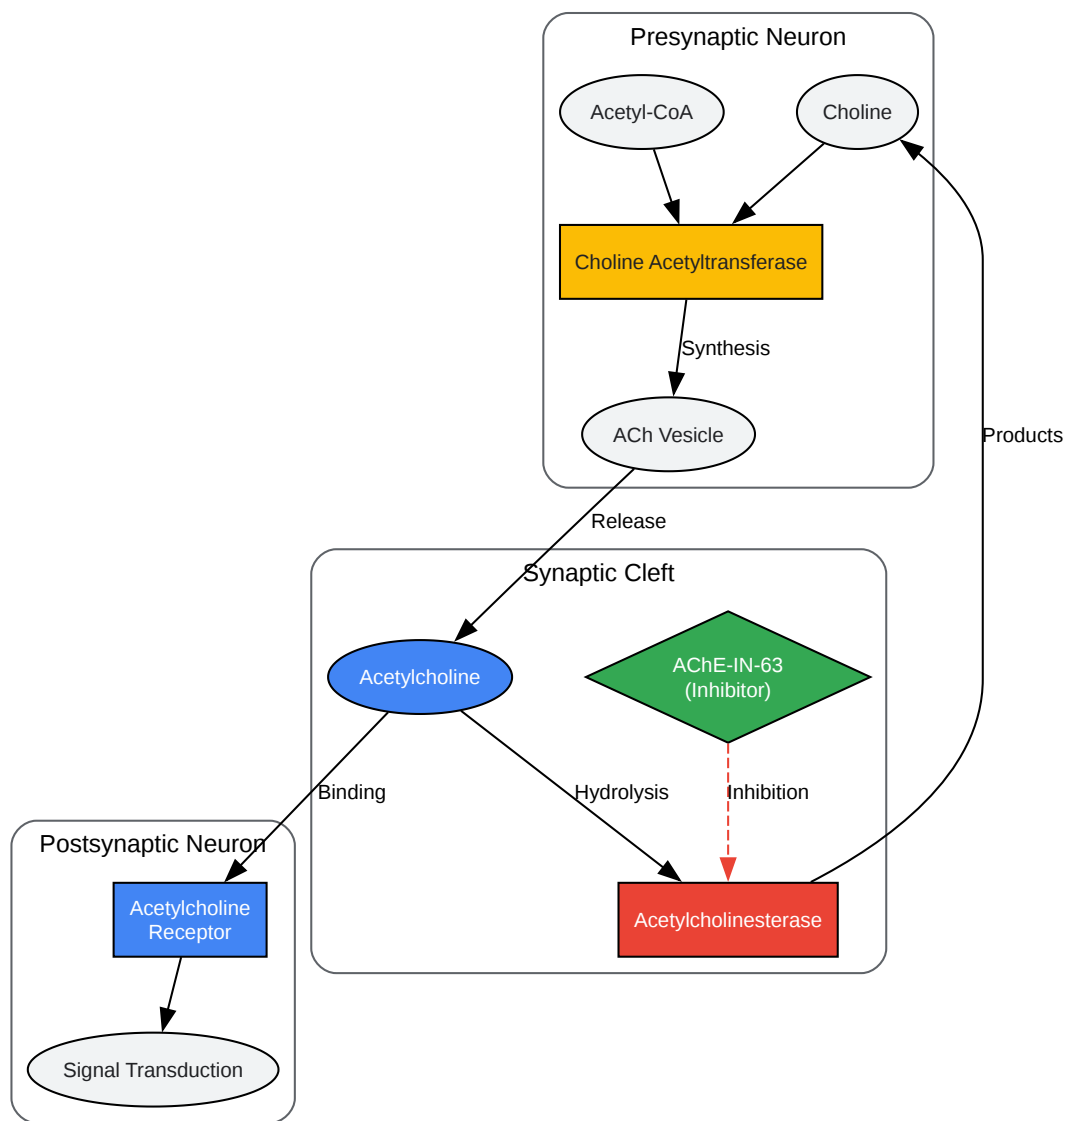 Presynaptic Neuron
Acetyl-CoA
Choline
Choline Acetyltransferase
Synthesis
ACh Vesicle
Products
Release
Synaptic Cleft
AChE-IN-63
(Inhibitor)
Acetylcholine
Binding
Hydrolysis
Inhibition
Postsynaptic Neuron
Acetylcholine
Receptor
Acetylcholinesterase
Signal Transduction